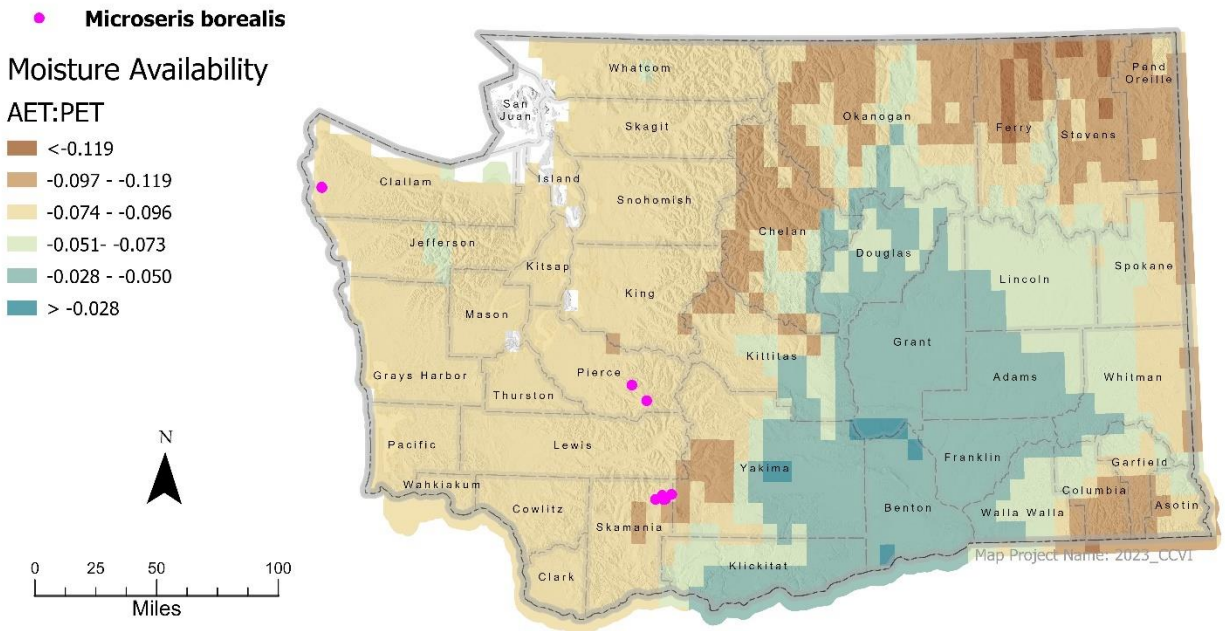 Microseris borealis
Moisture Availability
AET:PET
<-0.119
-0.097 - -0.119
-0.074 - -0.096
-0.051- -0.073
-0.028 - -0.050
> -0.028
N
0 25 50 100
Miles
Whatcom
Pand
Oreille
San
Juan
Okanogan
Ferry
Stevens
Skagit
Island
Clallam
Snohomish
Chelan
Jefferson
Douglas
Kitsap
Lincoln
Spokane
King
Mason
Grant
Kittitas
Pierce
Grays Harbor
Adams
Whitman
Thurston
Pacific
Lewis
Yakima
Franklin
Garfield
Wahkiakum
Columbia
Cowlitz
Benton
Walla Walla
Asotin
Skamania
Map Project Name: 2023_CCVI
Klickitat
Clark